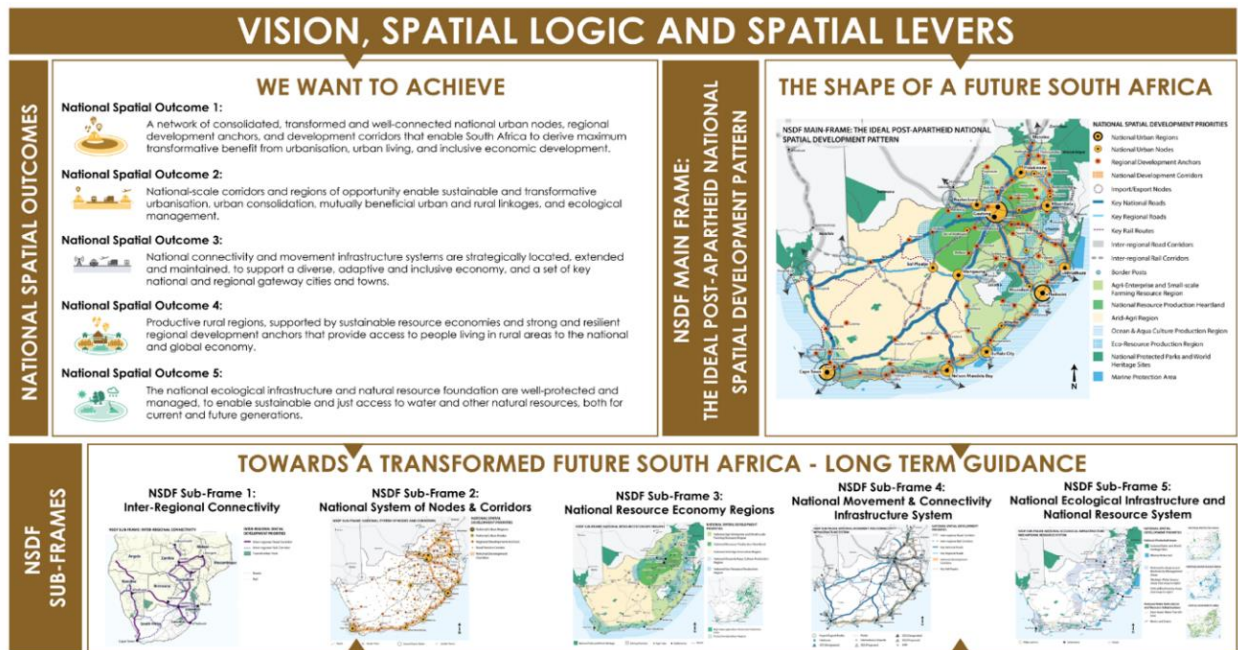 VISION, SPATIAL LOGIC AND SPATIAL LEVERS
NATIONAL SPATIAL OUTCOMES
WE WANT TO ACHIEVE
National Spatial Outcome 1:
A network of consolidated, transformed and well-connected national urban nodes, regional
development anchors, and development corridors that enable South Africa to derive maximum
transformative benefit from urbanisation, urban living, and inclusive economic development.
National Spatial Outcome 2:
National-scale corridors and regions of opportunity enable sustainable and transformative
urbanisation, urban consolidation, mutually beneficial urban and rural linkages, and ecological
management.
National Spatial Outcome 3:
National connectivity and movement infrastructure systems are strategically located, extended
and maintained, to support a diverse, adaptive and inclusive economy, and a set of key
national and regional gateway cities and towns.
National Spatial Outcome 4:
Productive rural regions, supported by sustainable resource economies and strong and resilient
regional development anchors that provide access to people living in rural areas to the national
and global economy.
National Spatial Outcome 5:
The national ecological infrastructure and natural resource foundation are well-protected and
managed, to enable sustainable and just access to water and other natural resources, both for
current and future generations.
NSDF MAIN FRAME:
THE IDEAL POST-APARTHEID NATIONAL
SPATIAL DEVELOPMENT PATTERN
THE SHAPE OF A FUTURE SOUTH AFRICA
NSDF MAIN-FRAME: THE IDEAL POST-APARTHEID NATIONAL
SPATIAL DEVELOPMENT PATTERN
Cape Town
Nelson Mandela Bay
Buffalo City
N
NATIONAL SPATIAL DEVELOPMENT PRIORITIES
National Urban Regions
National Urban Nodes
Regional Development Anchors
National Development Corridors
Import/Export Nodes
Key National Roads
Key Regional Roads
Key Rail Routes
Inter-regional Road Corridors
Inter-regional Rail Corridors
Border Posts
Agri-Enterprise and Small-scale
Farming Resource Region
National Resource Production Heartland
Arid-Agri Region
Ocean & Aqua Culture Production Region
Eco-Resource Production Region
National Protected Parks and World
Heritage Sites
Marine Protection Area
NSDF
SUB-FRAMES
TOWARDS A TRANSFORMED FUTURE SOUTH AFRICA - LONG TERM GUIDANCE
NSDF Sub-Frame 1:
Inter-Regional Connectivity
NSDF Sub-Frame 2:
National System of Nodes & Corridors
NSDF Sub-Frame 3:
National Resource Economy Regions
NSDF Sub-Frame 4:
National Movement & Connectivity
Infrastructure System
NSDF Sub-Frame 5:
National Ecological Infrastructure and
National Resource System